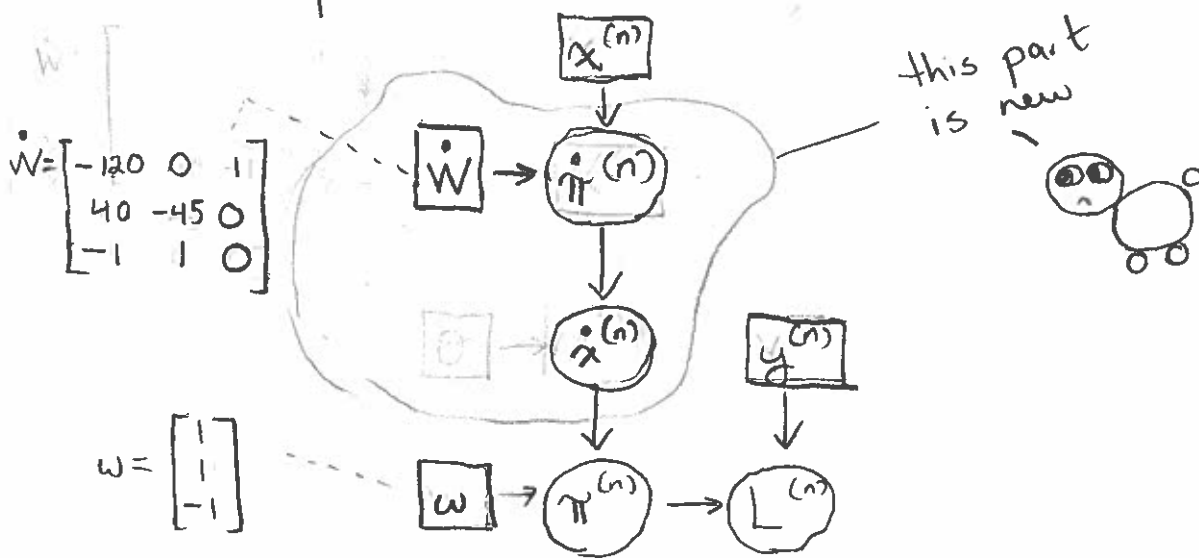 x^(n)
this part
is new
Ẇ = [-120 0 1
40 -45 0
-1 1 0]
Ẇ
π̇^(n)
ẋ^(n)
y^(n)
w = [1
1
-1]
w
π^(n)
L^(n)